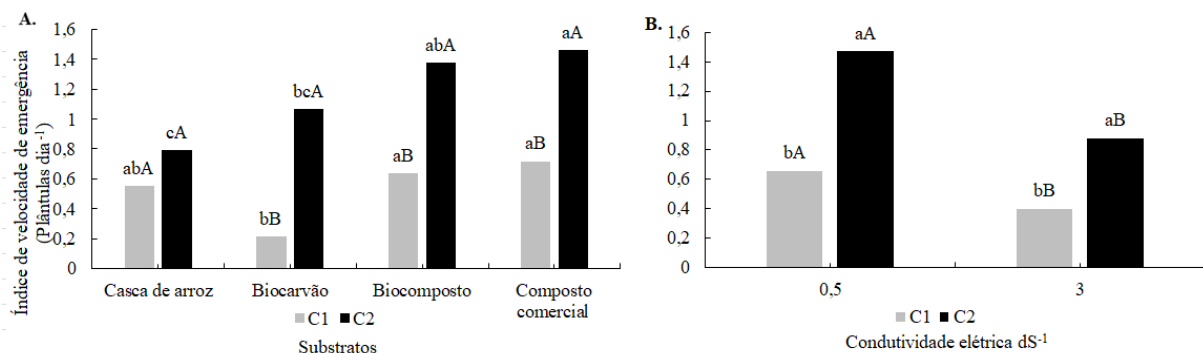 A.
Índice de velocidade de emergência
(Plântulas dia⁻¹)
1,6
1,4
1,2
1
0,8
0,6
0,4
0,2
0
abA
cA
bB
bcA
aB
abA
aB
aA
Casca de arroz
Biocarvão
Biocomposto
Composto
comercial
C1
C2
Substratos
B.
1,6
1,4
1,2
1
0,8
0,6
0,4
0,2
0
bA
aA
bB
aB
0,5
3
C1
C2
Condutividade elétrica dS⁻¹